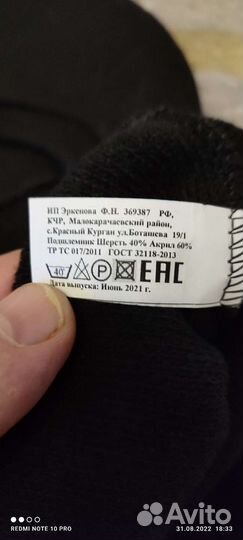 ИП Эркенова Ф.Н. 369387 РФ,
КЧР, Малокарачаевский район,
с.Красный Курган ул.Боташева 19/1
Подшлемник Шерсть 40% Акрил 60%
ТР ТС 017/2011 ГОСТ 32118-2013
40 P EAC
Дата выпуска: Июнь 2021 г.
REDMI NOTE 10 PRO
31.08.2022 18:33
Avito